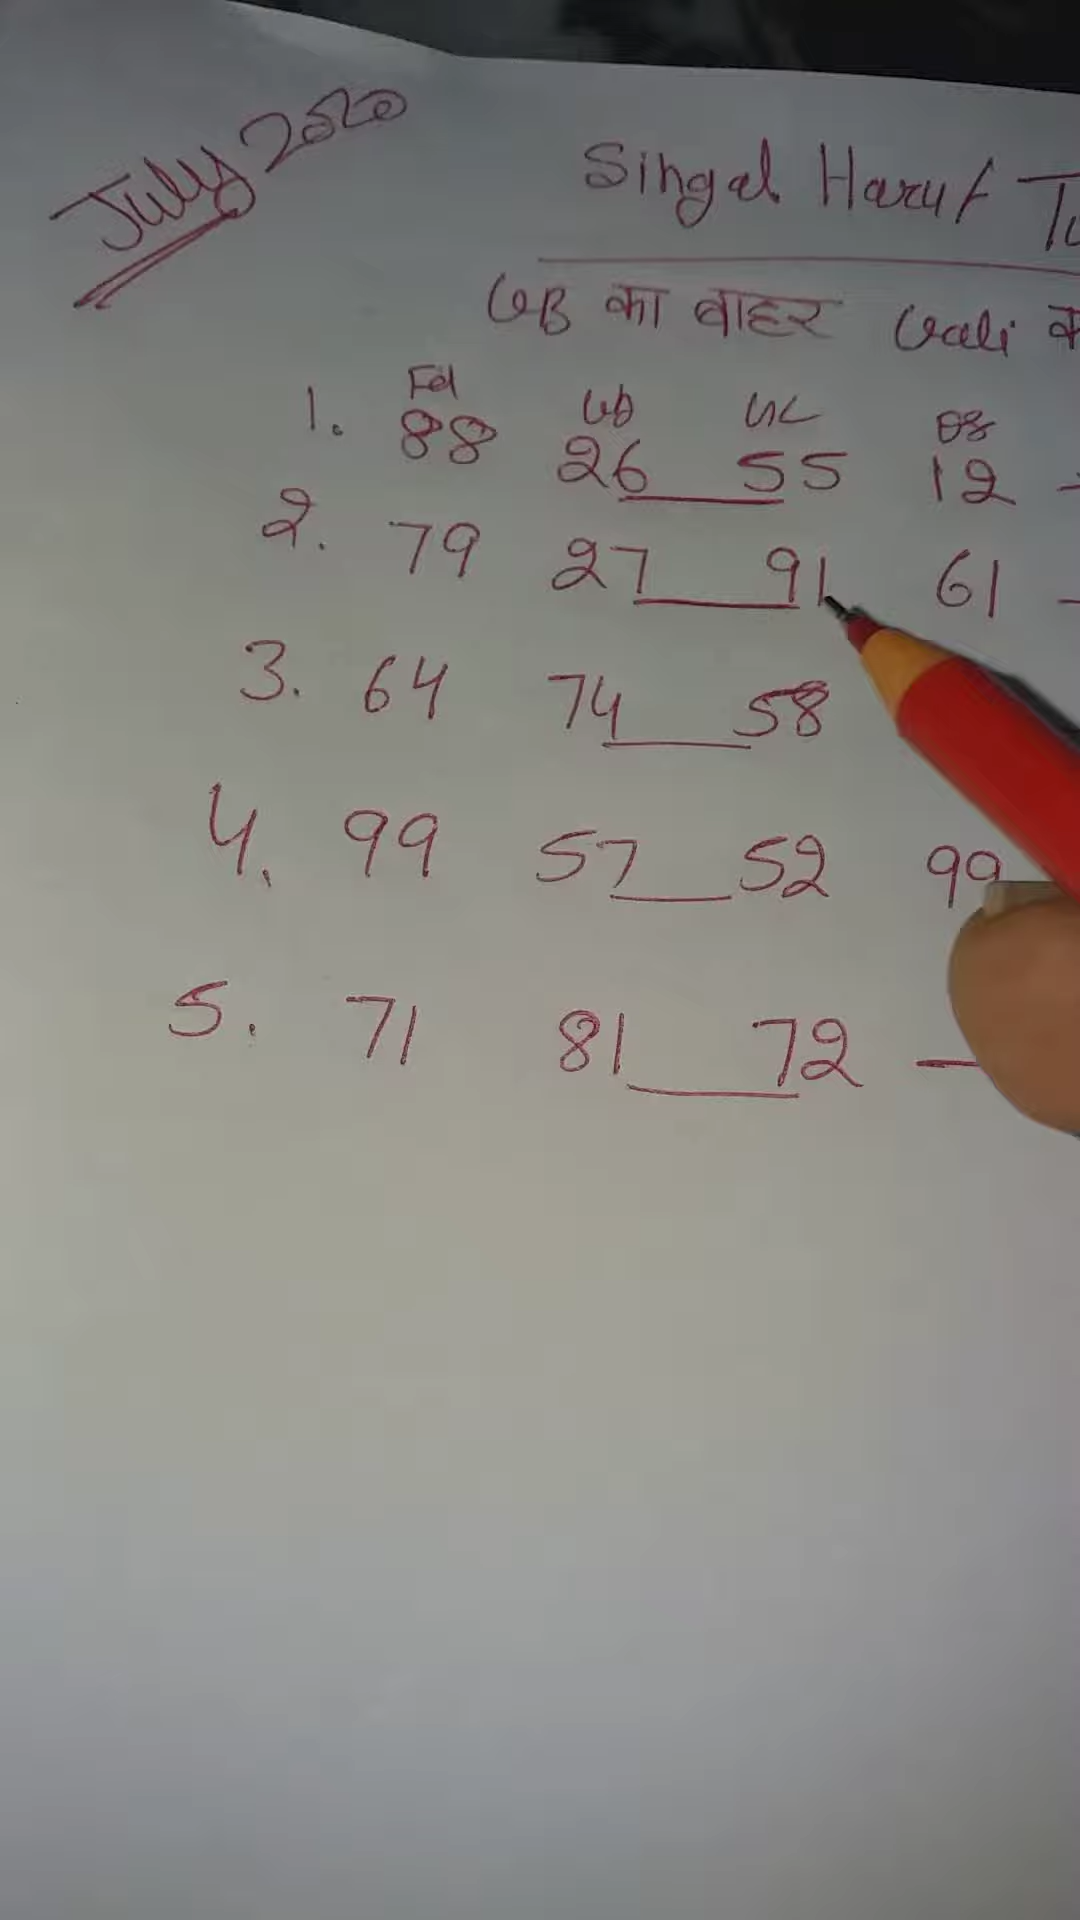 July 2020
Singal Haruf
GB का बाहर Gali
Fd GB GL DS
1. 88 26 55 12
2. 79 27 91 61
3. 64 74 58
4. 99 57 52 99
5. 71 81 72 —